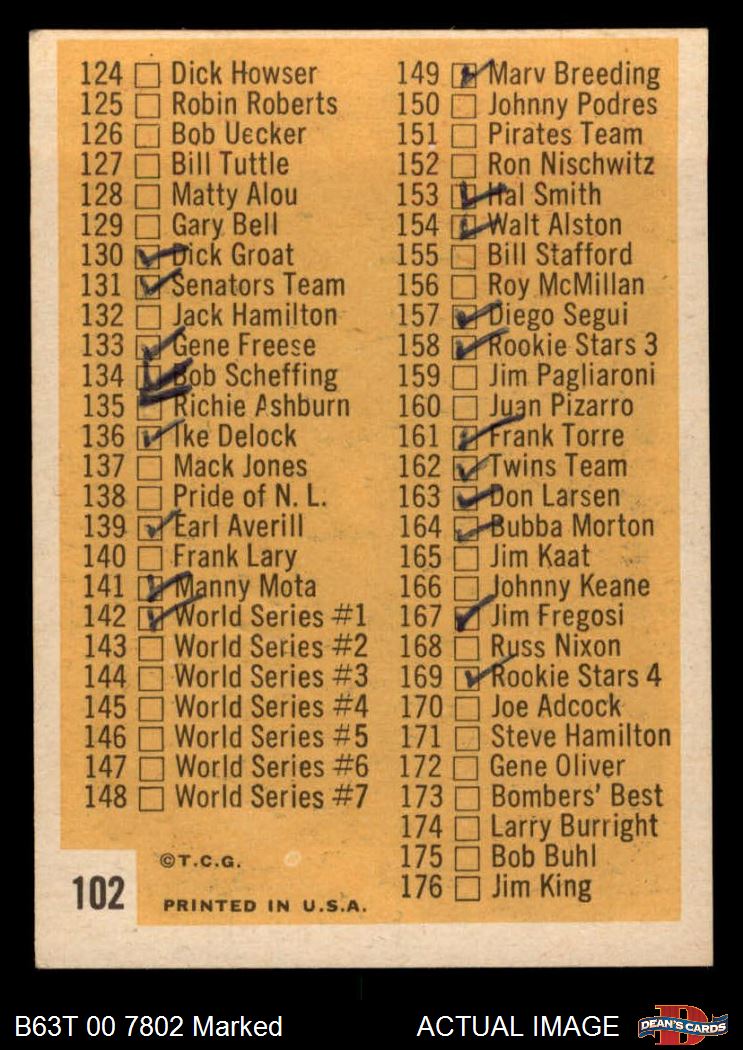 124 Dick Howser
125 Robin Roberts
126 Bob Uecker
127 Bill Tuttle
128 Matty Alou
129 Gary Bell
130 Dick Groat
131 Senators Team
132 Jack Hamilton
133 Gene Freese
134 Bob Scheffing
135 Richie Ashburn
136 Ike Delock
137 Mack Jones
138 Pride of N. L.
139 Earl Averill
140 Frank Lary
141 Manny Mota
142 World Series #1
143 World Series #2
144 World Series #3
145 World Series #4
146 World Series #5
147 World Series #6
148 World Series #7
149 Marv Breeding
150 Johnny Podres
151 Pirates Team
152 Ron Nischwitz
153 Hal Smith
154 Walt Alston
155 Bill Stafford
156 Roy McMillan
157 Diego Segui
158 Rookie Stars 3
159 Jim Pagliaroni
160 Juan Pizarro
161 Frank Torre
162 Twins Team
163 Don Larsen
164 Bubba Morton
165 Jim Kaat
166 Johnny Keane
167 Jim Fregosi
168 Russ Nixon
169 Rookie Stars 4
170 Joe Adcock
171 Steve Hamilton
172 Gene Oliver
173 Bombers' Best
174 Larry Burright
175 Bob Buhl
176 Jim King
©T.C.G.
102
PRINTED IN U.S.A.
B63T 00 7802 Marked
ACTUAL IMAGE
D
DEAN'S CARDS